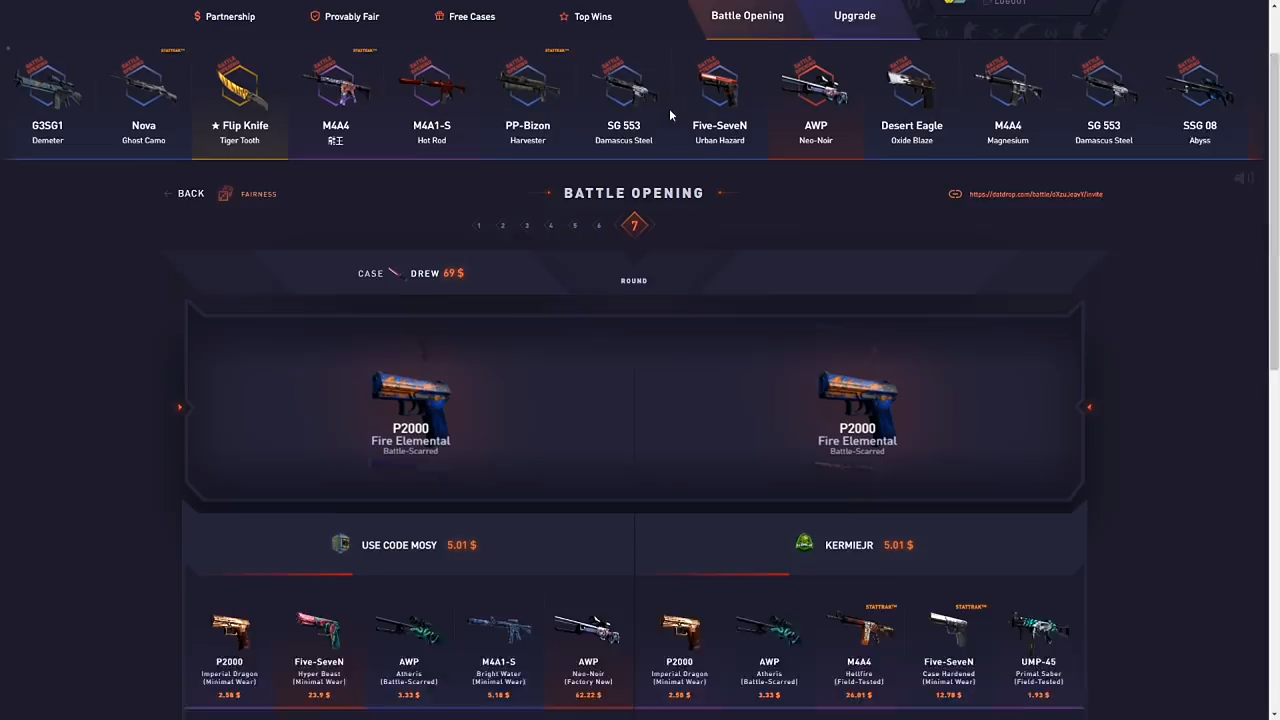 Partnership
Provably Fair
Free Cases
Top Wins
Battle Opening
Upgrade
STATTRAK™
STATTRAK™
STATTRAK™
G3SG1
Demeter
Nova
Ghost Camo
★ Flip Knife
Tiger Tooth
M4A4
龍王
M4A1-S
Hot Rod
PP-Bizon
Harvester
SG 553
Damascus Steel
Five-SeveN
Urban Hazard
AWP
Neo-Noir
Desert Eagle
Oxide Blaze
M4A4
Magnesium
SG 553
Damascus Steel
SSG 08
Abyss
← BACK
FAIRNESS
BATTLE OPENING
1 2 3 4 5 6 7
CASE DREW 69 $
ROUND
P2000
Fire Elemental
Battle-Scarred
P2000
Fire Elemental
Battle-Scarred
USE CODE MOSY 5.01 $
KERMIEJR 5.01 $
P2000
Imperial Dragon
(Minimal Wear)
2.58 $
Five-SeveN
Hyper Beast
(Minimal Wear)
23.9 $
AWP
Atheris
(Battle-Scarred)
3.33 $
M4A1-S
Bright Water
(Minimal Wear)
5.18 $
AWP
Neo-Noir
(Factory New)
62.22 $
P2000
Imperial Dragon
(Minimal Wear)
2.58 $
AWP
Atheris
(Battle-Scarred)
3.33 $
STATTRAK™
M4A4
Hellfire
(Field-Tested)
26.01 $
STATTRAK™
Five-SeveN
Case Hardened
(Minimal Wear)
12.78 $
UMP-45
Primal Saber
(Field-Tested)
1.93 $